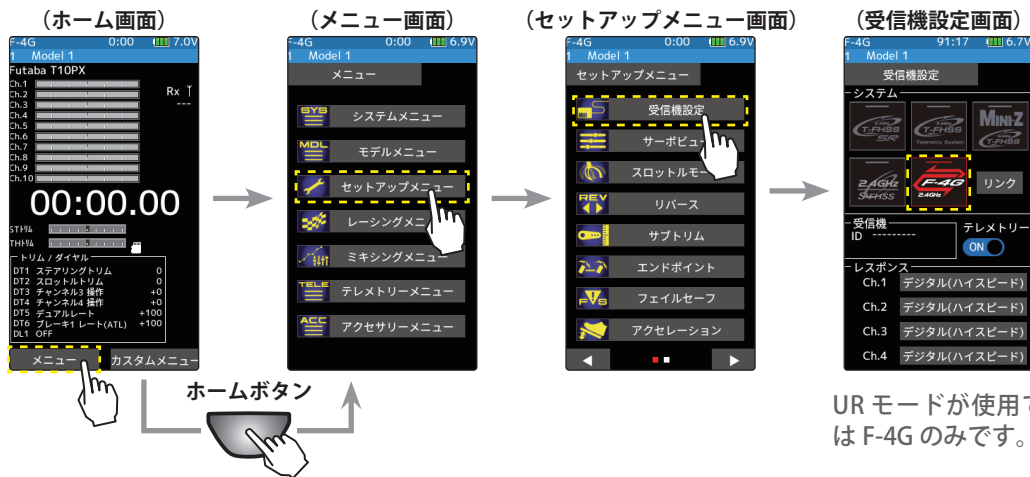 （ホーム画面）
F-4G 0:00 7.0V
1 Model 1
Futaba T10PX
Ch.1
Ch.2
Ch.3
Ch.4
Ch.5
Ch.6
Ch.7
Ch.8
Ch.9
Ch.10
Rx
---
00:00.00
STﾄﾘﾑ
THﾄﾘﾑ
トリム / ダイヤル
DT1 ステアリングトリム 0
DT2 スロットルトリム 0
DT3 チャンネル3 操作 +0
DT4 チャンネル4 操作 +0
DT5 デュアルレート +100
DT6 ブレーキ1 レート(ATL) +100
DL1 OFF
メニュー
カスタムメニュー
ホームボタン
（メニュー画面）
F-4G 0:00 6.9V
1 Model 1
メニュー
SYS システムメニュー
MDL モデルメニュー
セットアップメニュー
レーシングメニ
ミキシングメニュー
TELE テレメトリーメニュー
ACC アクセサリーメニュー
（セットアップメニュー画面）
F-4G 0:00 6.9V
1 Model 1
セットアップメニュー
受信機設定
サーボビュー
スロットルモー
REV リバース
サブトリム
エンドポイント
F/S フェイルセーフ
アクセレーション
（受信機設定画面）
F-4G 91:17 6.7V
1 Model 1
受信機設定
システム
T-FHSS SR
T-FHSS Telemetry System
MINI-Z T-FHSS
2.4GHz S-FHSS
F-4G 2.4GHz
リンク
受信機
ID ---------
テレメトリー
ON
レスポンス
Ch.1 デジタル(ハイスピード)
Ch.2 デジタル(ハイスピード)
Ch.3 デジタル(ハイスピード)
Ch.4 デジタル(ハイスピード)
UR モードが使用で
は F-4G のみです。